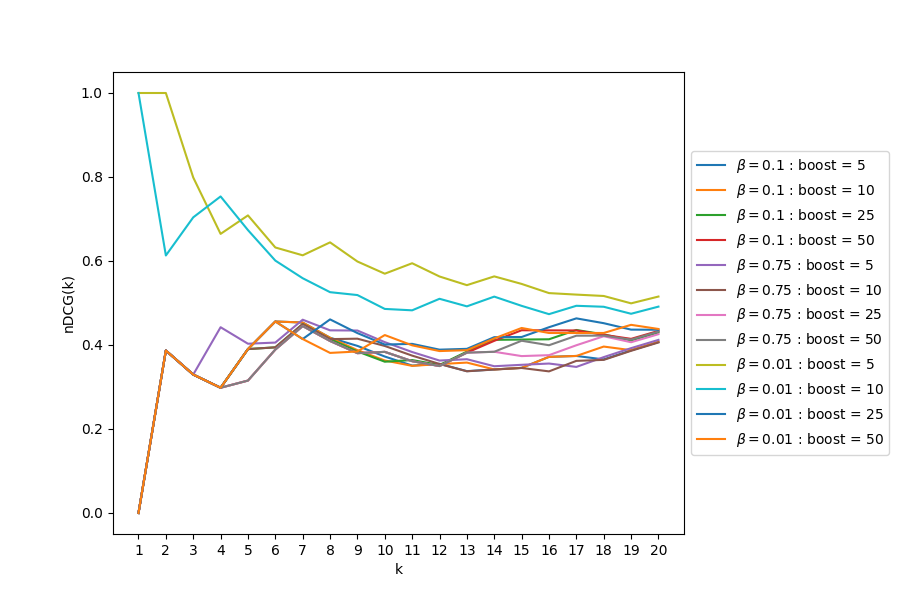 1.0
0.8
0.6
0.4
0.2
0.0
nDCG(k)
1 2 3 4 5 6 7 8 9 10 11 12 13 14 15 16 17 18 19 20
k
β = 0.1 : boost = 5
β = 0.1 : boost = 10
β = 0.1 : boost = 25
β = 0.1 : boost = 50
β = 0.75 : boost = 5
β = 0.75 : boost = 10
β = 0.75 : boost = 25
β = 0.75 : boost = 50
β = 0.01 : boost = 5
β = 0.01 : boost = 10
β = 0.01 : boost = 25
β = 0.01 : boost = 50